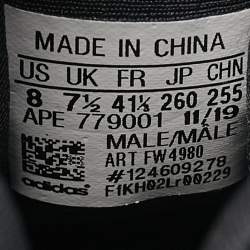 MADE IN CHINA
US UK FR JP CHN
8 7½ 41⅓ 260 255
APE 779001 11/19
MALE/MÂLE
ART FW4980
#124609278
adidas F1KH02Lr00229